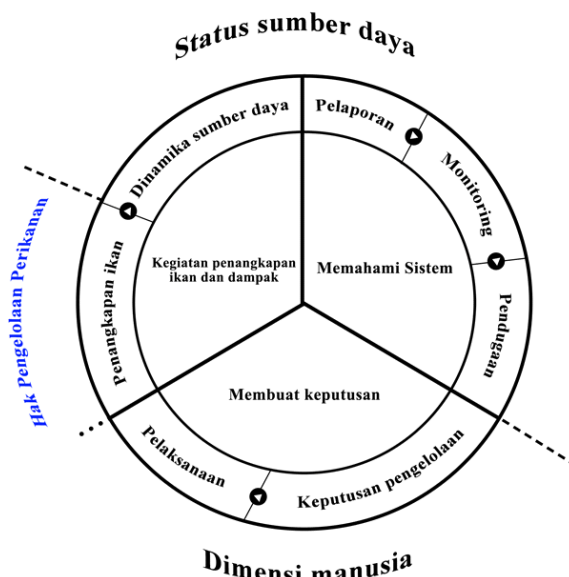 Status sumber daya
Dinamika sumber daya
Pelaporan
Monitoring
Hak Pengelolaan Perikanan
Penangkapan ikan
Kegiatan penangkapan
ikan dan dampak
Memahami Sistem
Pendugaan
Membuat keputusan
Pelaksanaan
Keputusan pengelolaan
Dimensi manusia